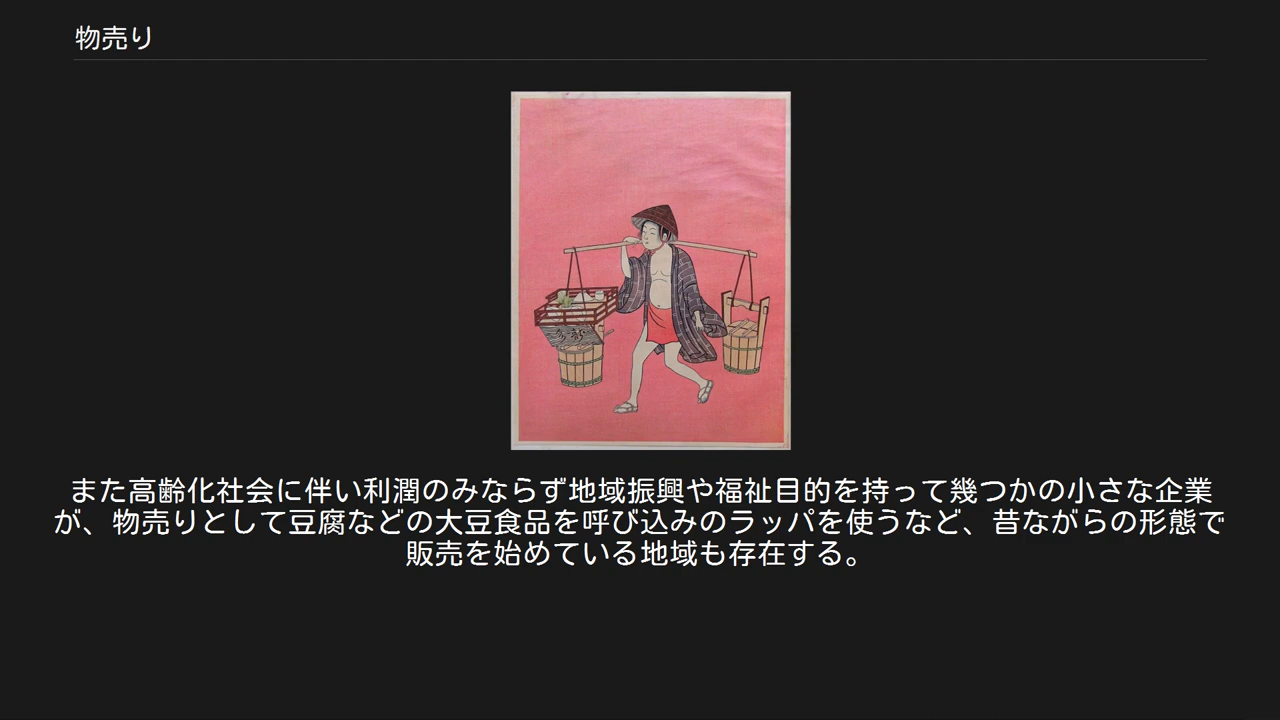 物売り
また高齢化社会に伴い利潤のみならず地域振興や福祉目的を持って幾つかの小さな企業
が、物売りとして豆腐などの大豆食品を呼び込みのラッパを使うなど、昔ながらの形態で
販売を始めている地域も存在する。